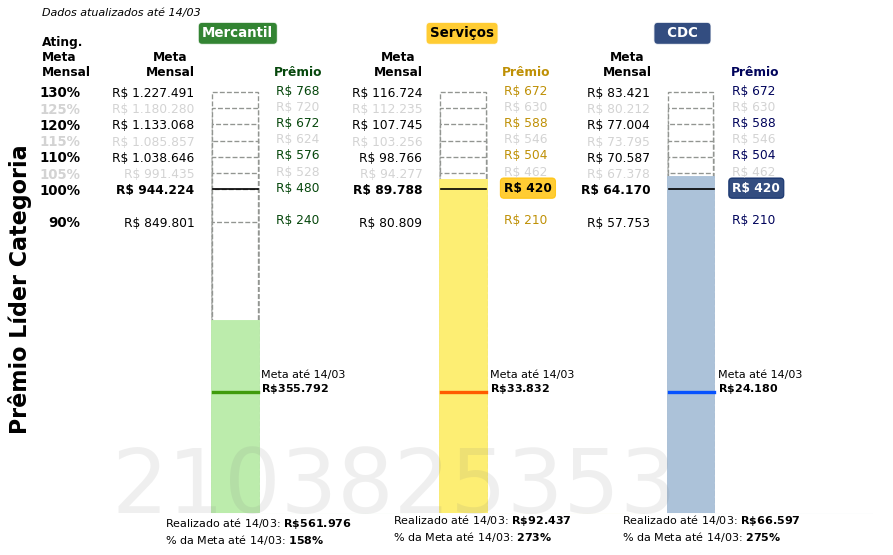 Dados atualizados até 14/03
Mercantil Serviços CDC
Ating. Meta Mensal Meta Mensal Prêmio Meta Mensal Prêmio Meta Mensal Prêmio
130% R$ 1.227.491 R$ 768 R$ 116.724 R$ 672 R$ 83.421 R$ 672
125% R$ 1.180.280 R$ 720 R$ 112.235 R$ 630 R$ 80.212 R$ 630
120% R$ 1.133.068 R$ 672 R$ 107.745 R$ 588 R$ 77.004 R$ 588
115% R$ 1.085.857 R$ 624 R$ 103.256 R$ 546 R$ 73.795 R$ 546
110% R$ 1.038.646 R$ 576 R$ 98.766 R$ 504 R$ 70.587 R$ 504
105% R$ 991.435 R$ 528 R$ 94.277 R$ 462 R$ 67.378 R$ 462
100% R$ 944.224 R$ 480 R$ 89.788 R$ 420 R$ 64.170 R$ 420
90% R$ 849.801 R$ 240 R$ 80.809 R$ 210 R$ 57.753 R$ 210
Prêmio Líder Categoria
Meta até 14/03 Meta até 14/03 Meta até 14/03
R$355.792 R$33.832 R$24.180
2103825353
Realizado até 14/03: R$561.976 Realizado até 14/03: R$92.437 Realizado até 14/03: R$66.597
% da Meta até 14/03: 158% % da Meta até 14/03: 273% % da Meta até 14/03: 275%